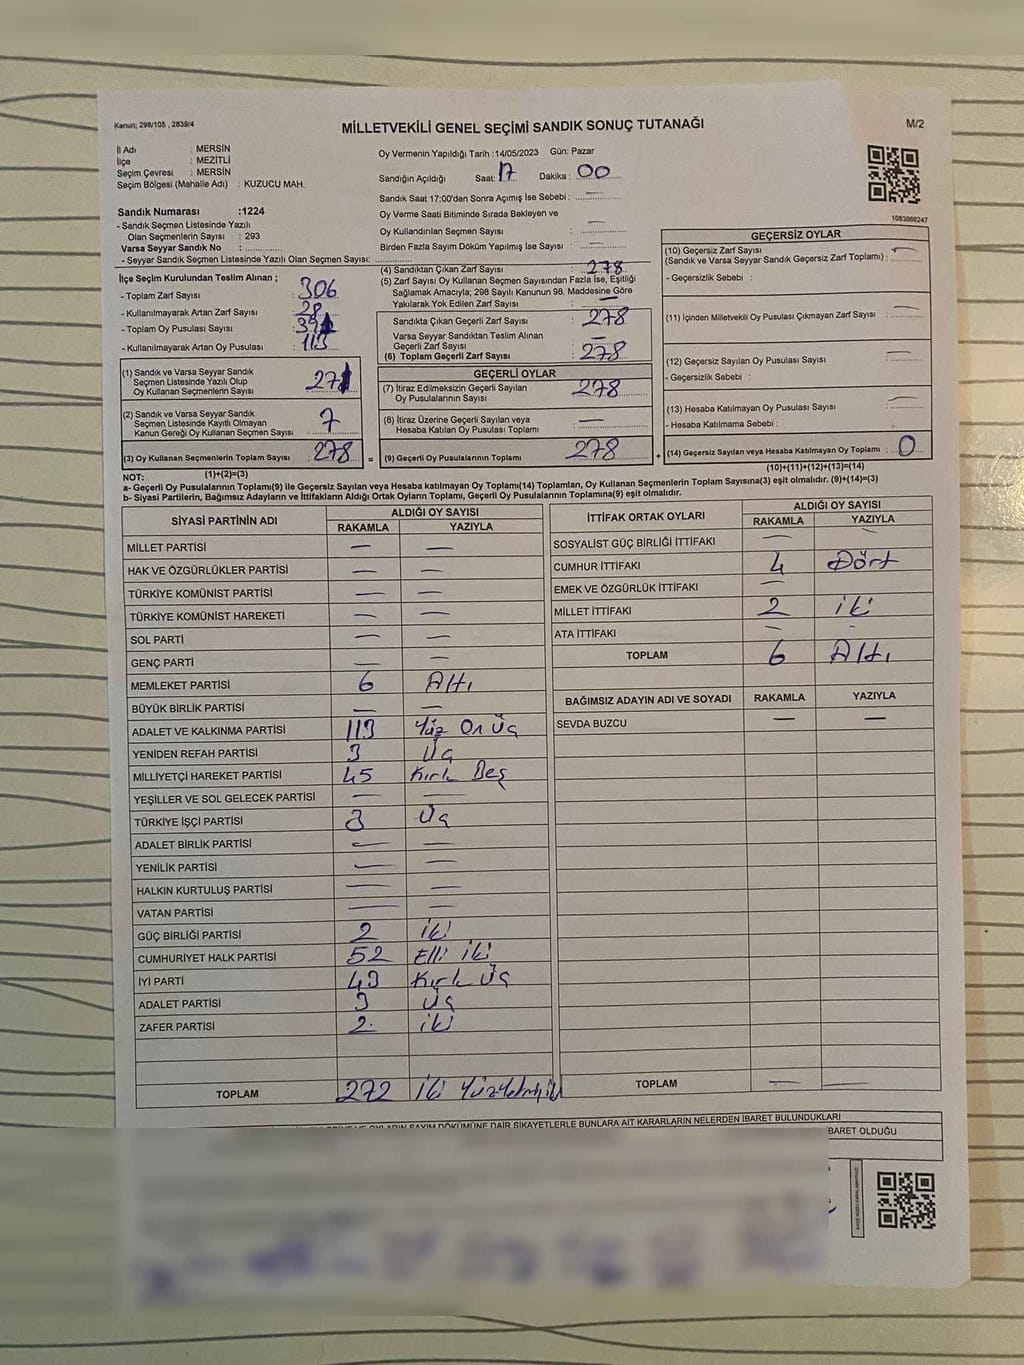 Kanun; 298/105 , 2839/4
MİLLETVEKİLİ GENEL SEÇİMİ SANDIK SONUÇ TUTANAĞI
M/2
İl Adı : MERSİN
İlçe : MEZİTLİ
Seçim Çevresi : MERSİN
Seçim Bölgesi (Mahalle Adı) : KUZUCU MAH.
Sandık Numarası :1224
- Sandık Seçmen Listesinde Yazılı
Olan Seçmenlerin Sayısı : 293
Varsa Seyyar Sandık No :
- Seyyar Sandık Seçmen Listesinde Yazılı Olan Seçmen Sayısı:
Oy Vermenin Yapıldığı Tarih :14/05/2023 Gün: Pazar
Sandığın Açıldığı Saat: 17 Dakika : 00
Sandık Saat 17:00'den Sonra Açımış İse Sebebi : —
Oy Verme Saati Bitiminde Sırada Bekleyen ve
Oy Kullandırılan Seçmen Sayısı : —
Birden Fazla Sayım Döküm Yapılmış İse Sayısı : —
1083868247
İlçe Seçim Kurulundan Teslim Alınan ;
- Toplam Zarf Sayısı : 306
- Kullanılmayarak Artan Zarf Sayısı : 28
- Toplam Oy Pusulası Sayısı :
- Kullanılmayarak Artan Oy Pusulası : 113
(1) Sandık ve Varsa Seyyar Sandık
Seçmen Listesinde Yazılı Olup
Oy Kullanan Seçmenlerin Sayısı : 271
(2) Sandık ve Varsa Seyyar Sandık
Seçmen Listesinde Kayıtlı Olmayan
Kanun Gereği Oy Kullanan Seçmen Sayısı : 7
(3) Oy Kullanan Seçmenlerin Toplam Sayısı : 278
(4) Sandıktan Çıkan Zarf Sayısı : 278
(5) Zarf Sayısı Oy Kullanan Seçmen Sayısından Fazla İse, Eşitliği
Sağlamak Amacıyla; 298 Sayılı Kanunun 98. Maddesine Göre
Yakılarak Yok Edilen Zarf Sayısı : —
Sandıkta Çıkan Geçerli Zarf Sayısı : 278
Varsa Seyyar Sandıktan Teslim Alınan
Geçerli Zarf Sayısı : —
(6) Toplam Geçerli Zarf Sayısı : 278
GEÇERLİ OYLAR
(7) İtiraz Edilmeksizin Geçerli Sayılan
Oy Pusulalarının Sayısı : 278
(8) İtiraz Üzerine Geçerli Sayılan veya
Hesaba Katılan Oy Pusulası Toplamı : —
= (9) Geçerli Oy Pusulalarının Toplamı : 278
GEÇERSİZ OYLAR
(10) Geçersiz Zarf Sayısı
(Sandık ve Varsa Seyyar Sandık Geçersiz Zarf Toplamı) : —
- Geçersizlik Sebebi :
(11) İçinden Milletvekili Oy Pusulası Çıkmayan Zarf Sayısı : —
(12) Geçersiz Sayılan Oy Pusulası Sayısı : —
- Geçersizlik Sebebi :
(13) Hesaba Katılmayan Oy Pusulası Sayısı : —
- Hesaba Katılmama Sebebi :
+ (14) Geçersiz Sayılan veya Hesaba Katılmayan Oy Toplamı : 0
NOT: (1)+(2)=(3) (10)+(11)+(12)+(13)=(14)
a- Geçerli Oy Pusulalarının Toplamı(9) ile Geçersiz Sayılan veya Hesaba katılmayan Oy Toplamı(14) Toplamları, Oy Kullanan Seçmenlerin Toplam Sayısına(3) eşit olmalıdır. (9)+(14)=(3)
b- Siyasi Partilerin, Bağımsız Adayların ve İttifakların Aldığı Ortak Oyların Toplamı, Geçerli Oy Pusulalarının Toplamına(9) eşit olmalıdır.
SİYASİ PARTİNİN ADI ALDIĞI OY SAYISI
RAKAMLA YAZIYLA
MİLLET PARTİSİ — —
HAK VE ÖZGÜRLÜKLER PARTİSİ — —
TÜRKİYE KOMÜNİST PARTİSİ — —
TÜRKİYE KOMÜNİST HAREKETİ — —
SOL PARTİ — —
GENÇ PARTİ — —
MEMLEKET PARTİSİ 6 Altı
BÜYÜK BİRLİK PARTİSİ — —
ADALET VE KALKINMA PARTİSİ 113 Yüz On Üç
YENİDEN REFAH PARTİSİ 3 Üç
MİLLİYETÇİ HAREKET PARTİSİ 45 Kırk Beş
YEŞİLLER VE SOL GELECEK PARTİSİ — —
TÜRKİYE İŞÇİ PARTİSİ 3 Üç
ADALET BİRLİK PARTİSİ — —
YENİLİK PARTİSİ — —
HALKIN KURTULUŞ PARTİSİ — —
VATAN PARTİSİ — —
GÜÇ BİRLİĞİ PARTİSİ 2 İki
CUMHURİYET HALK PARTİSİ 52 Elli İki
İYİ PARTİ 43 Kırk Üç
ADALET PARTİSİ 3 Üç
ZAFER PARTİSİ 2 iki
TOPLAM 272 İki Yüz Yetmiş iki
İTTİFAK ORTAK OYLARI ALDIĞI OY SAYISI
RAKAMLA YAZIYLA
SOSYALİST GÜÇ BİRLİĞİ İTTİFAKI — —
CUMHUR İTTİFAKI 4 Dört
EMEK VE ÖZGÜRLÜK İTTİFAKI —
MİLLET İTTİFAKI 2 iki
ATA İTTİFAKI — -
TOPLAM 6 Altı
BAĞIMSIZ ADAYIN ADI VE SOYADI RAKAMLA YAZIYLA
SEVDA BUZCU — —
TOPLAM — —
OYLARIN SAYIM DÖKÜMÜNE DAİR ŞİKAYETLERLE BUNLARA AİT KARARLARIN NELERDEN İBARET BULUNDUKLARI
BARET OLDUĞU